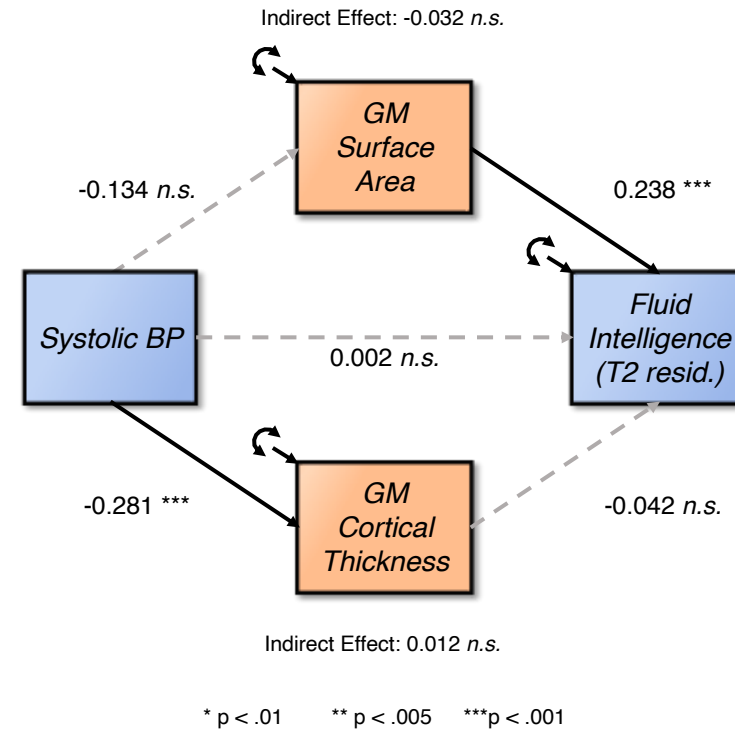 Indirect Effect: -0.032 n.s.
GM
Surface
Area
-0.134 n.s.
0.238 ***
Systolic BP
Fluid
Intelligence
(T2 resid.)
0.002 n.s.
-0.281 ***
GM
Cortical
Thickness
-0.042 n.s.
Indirect Effect: 0.012 n.s.
* p < .01 ** p < .005 ***p < .001